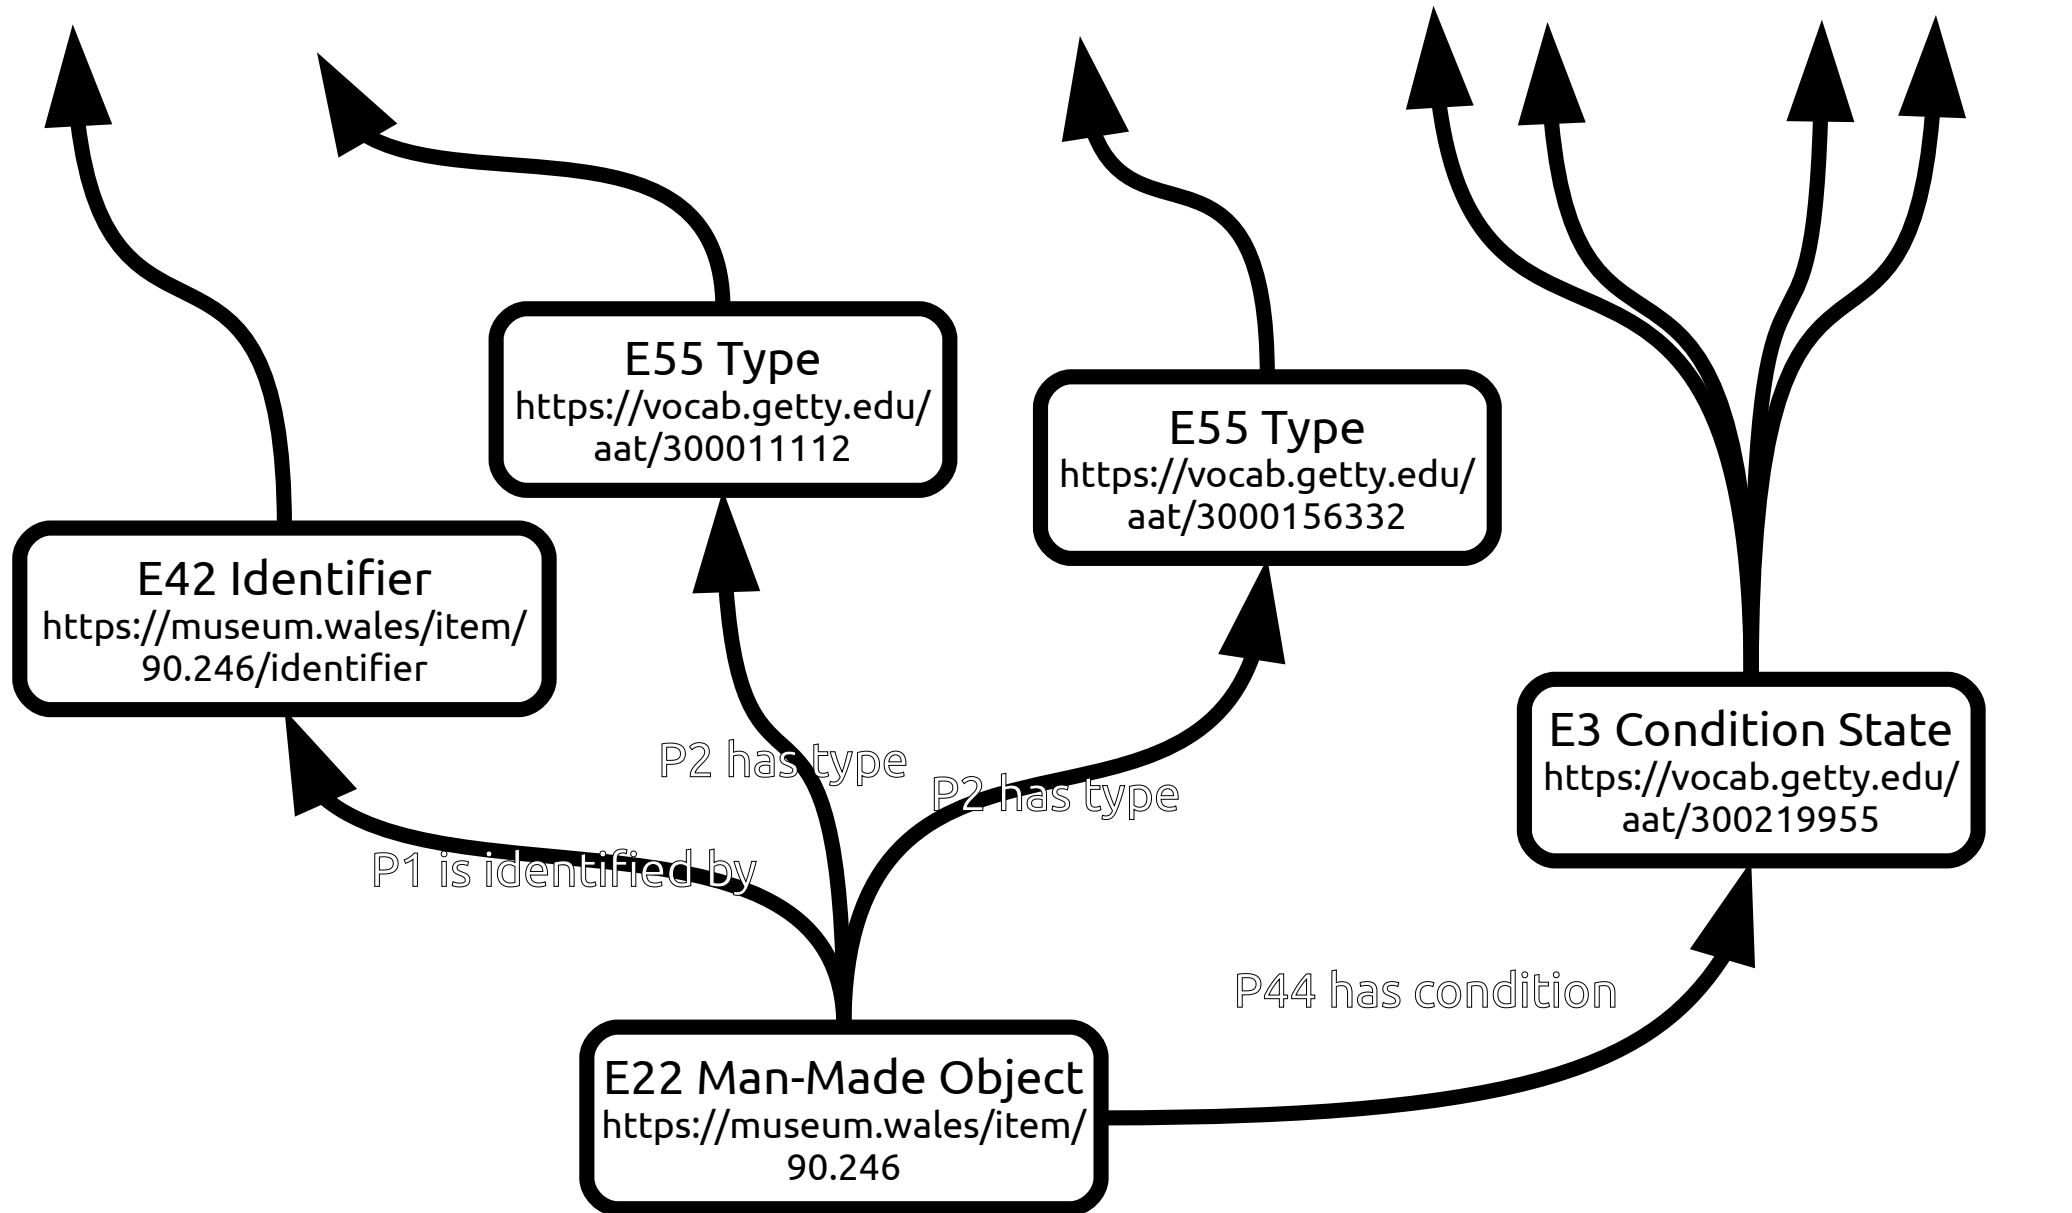 E55 Type
https://vocab.getty.edu/
aat/300011112
E55 Type
https://vocab.getty.edu/
aat/3000156332
E42 Identifier
https://museum.wales/item/
90.246/identifier
E3 Condition State
https://vocab.getty.edu/
aat/300219955
P2 has type
P2 has type
P1 is identified by
P44 has condition
E22 Man-Made Object
https://museum.wales/item/
90.246